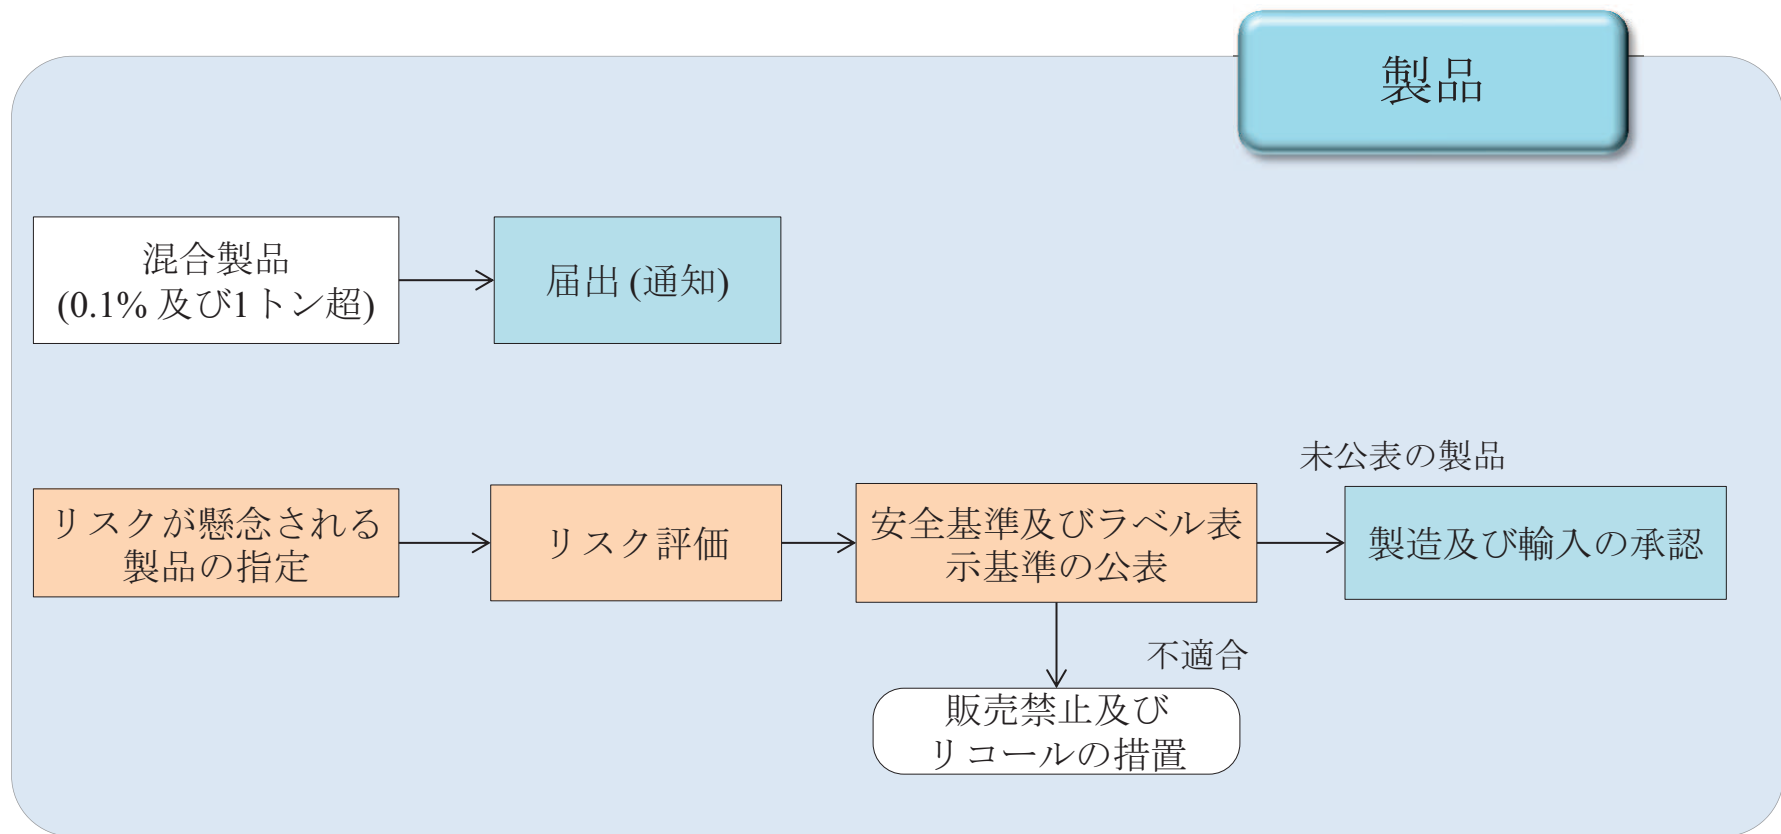 製品
混合製品
(0.1% 及び1トン超)
届出 (通知)
未公表の製品
リスクが懸念される
製品の指定
リスク評価
安全基準及びラベル表
示基準の公表
製造及び輸入の承認
不適合
販売禁止及び
リコールの措置